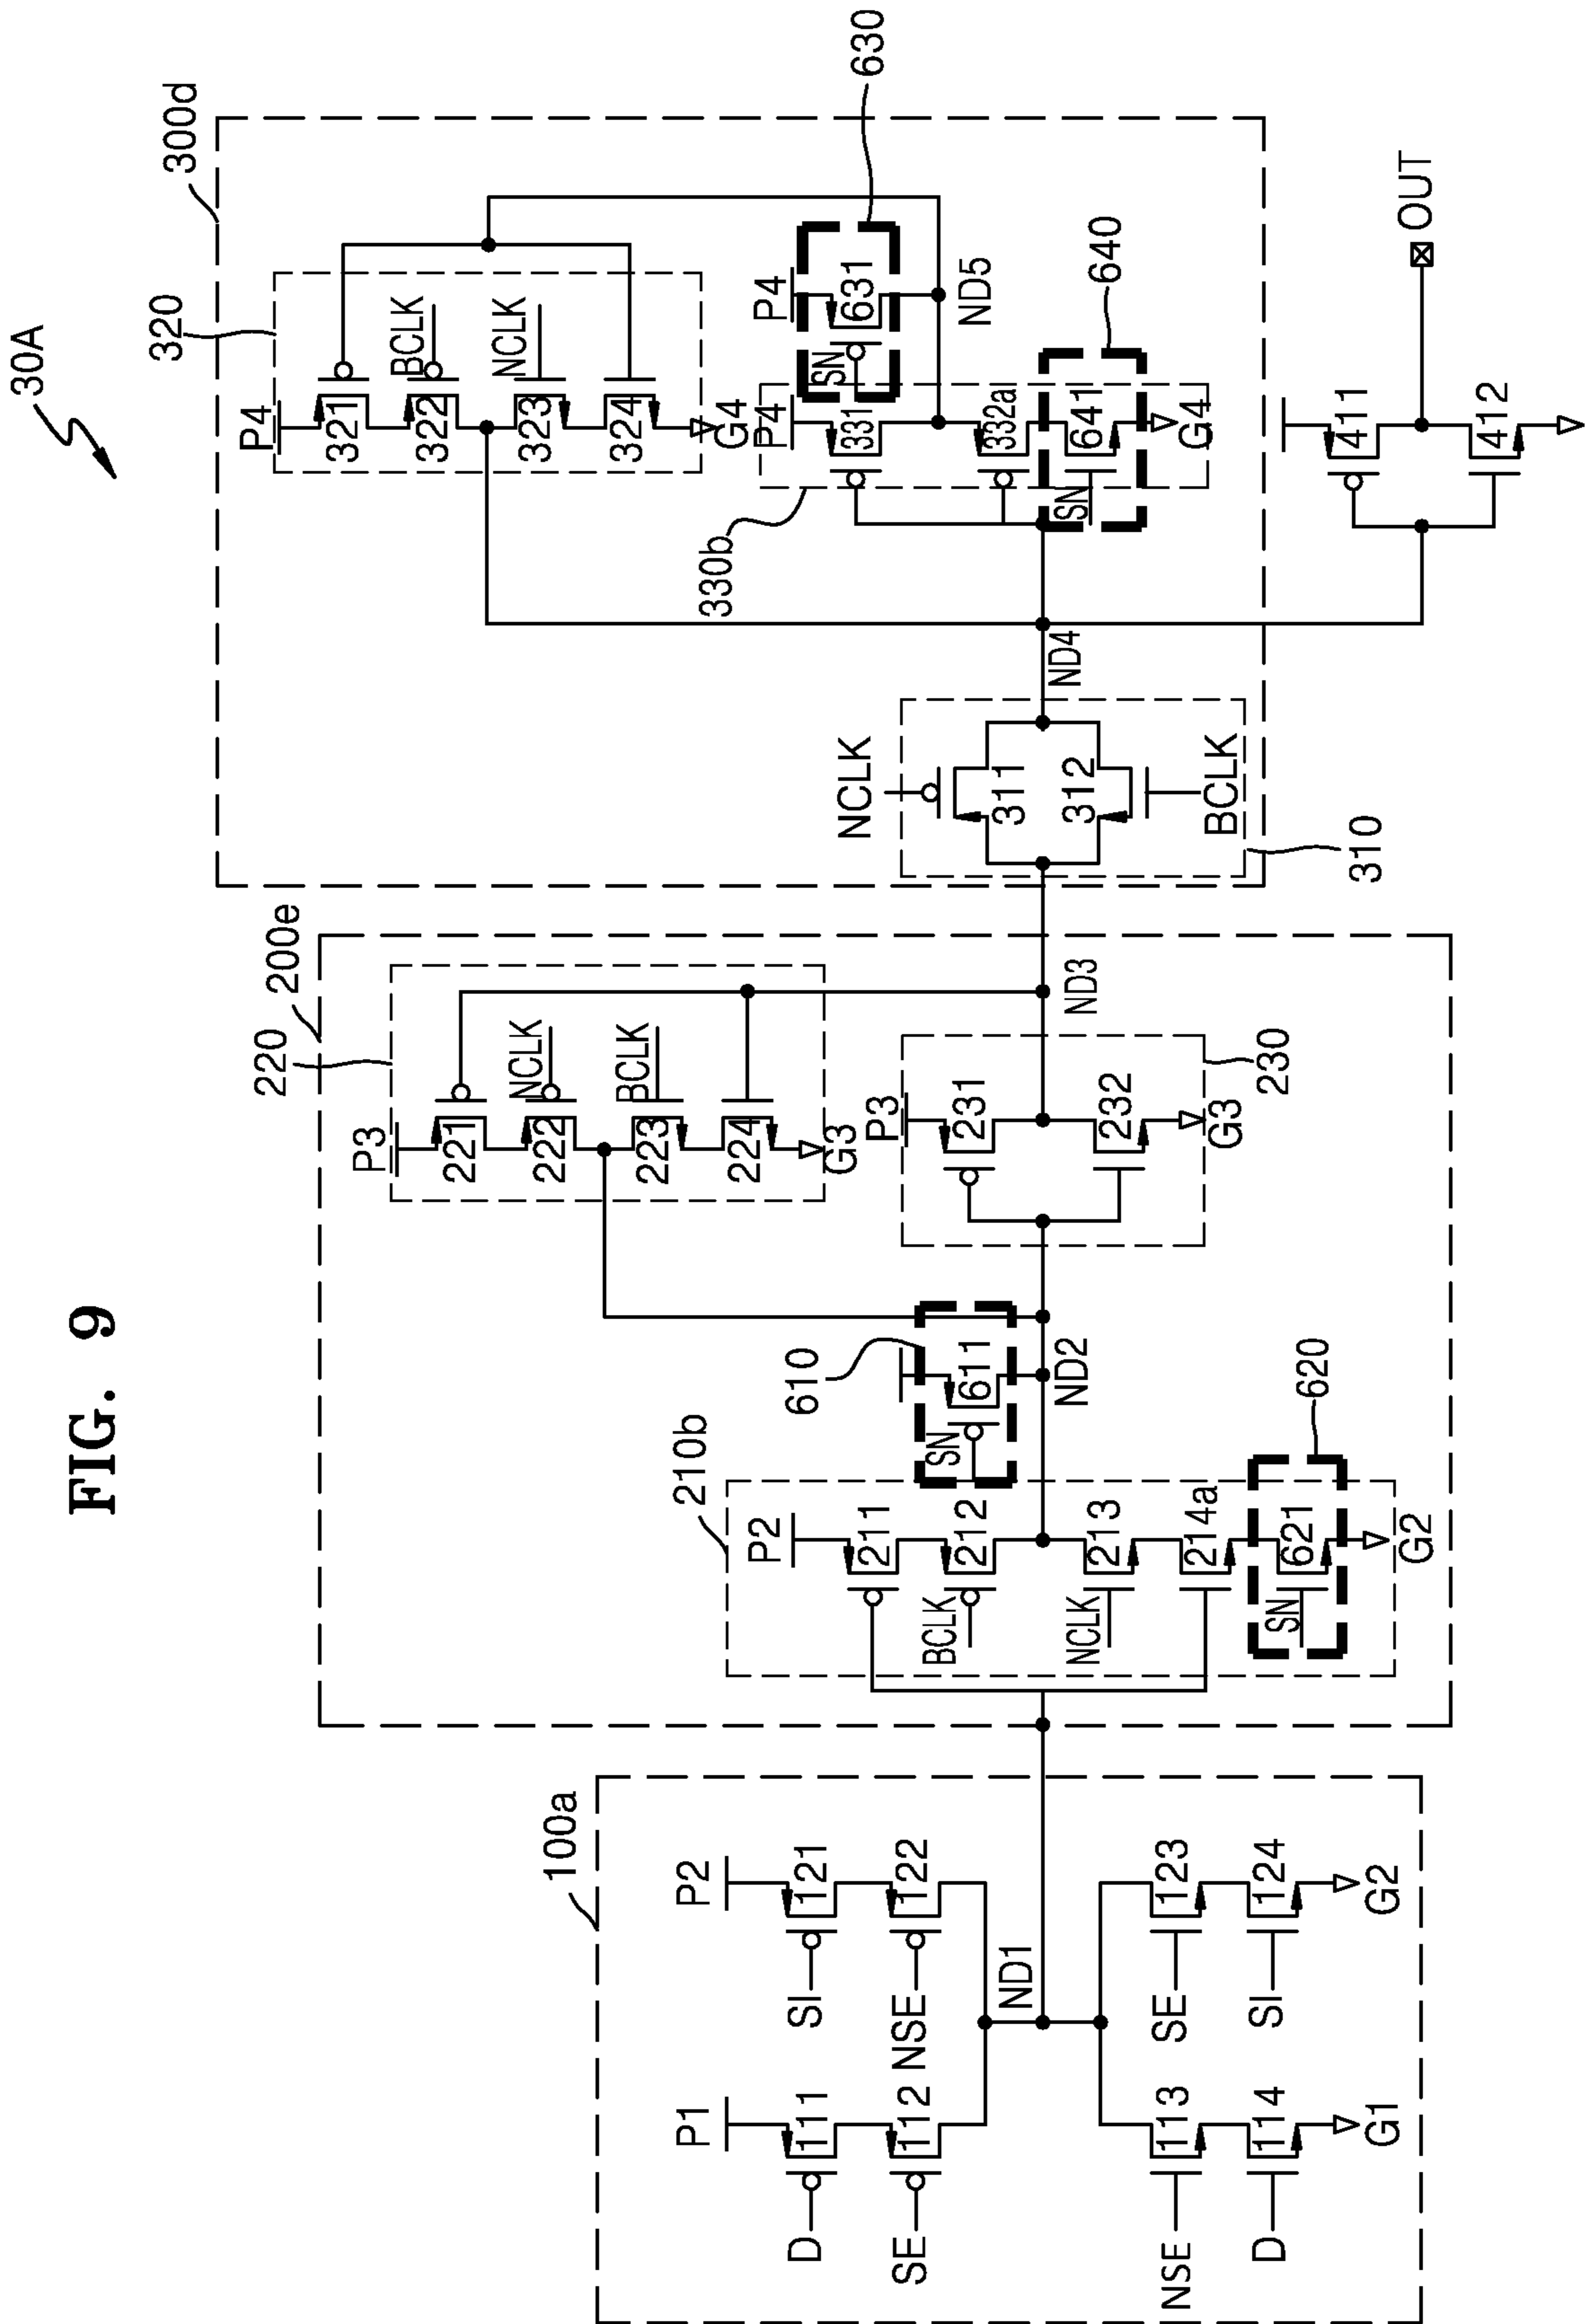 FIG. 9
30A
100a
P1
P2
D
111
SI
121
SE
112
NSE
122
ND1
NSE
113
SE
123
D
114
SI
124
G1
G2
200e
220
P3
221
NCLK
222
BCLK
223
224
G3
210b
P2
211
BCLK
212
NCLK
213
214a
SN
621
G2
620
610
SN
611
ND2
P3
231
232
G3
230
ND3
300d
320
P4
321
BCLK
322
NCLK
323
324
G4
330b
P4
331
332a
SN
641
G4
640
P4
SN
631
630
ND5
NCLK
311
312
BCLK
310
ND4
411
412
OUT